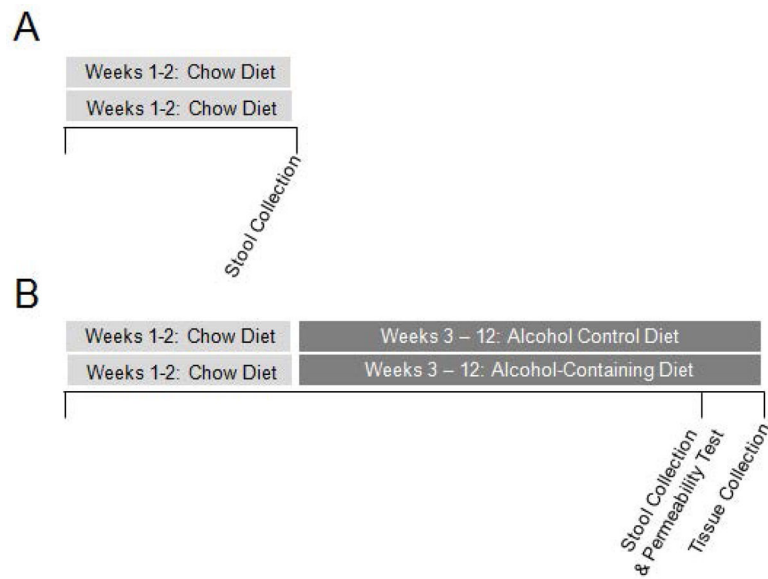 A
Weeks 1-2: Chow Diet
Weeks 1-2: Chow Diet
Stool Collection
B
Weeks 1-2: Chow Diet
Weeks 3 – 12: Alcohol Control Diet
Weeks 1-2: Chow Diet
Weeks 3 – 12: Alcohol-Containing Diet
Stool Collection
& Permeability Test
Tissue Collection